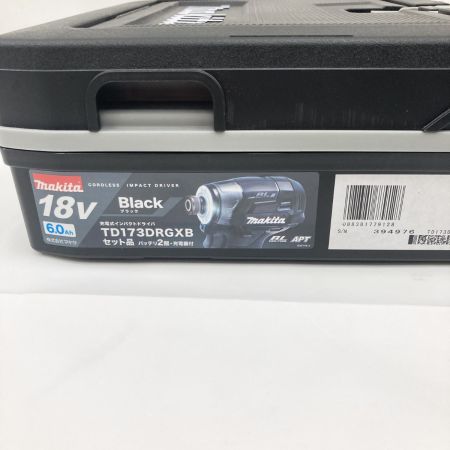 makita
CORDLESS IMPACT DRIVER
18V
6.0Ah
株式会社マキタ
Black
ブラック
充電式インパクトドライバ
TD173DRGXB
セット品 バッテリ2個・充電器付
makita
BL
APT
088381779128
S/N 394976